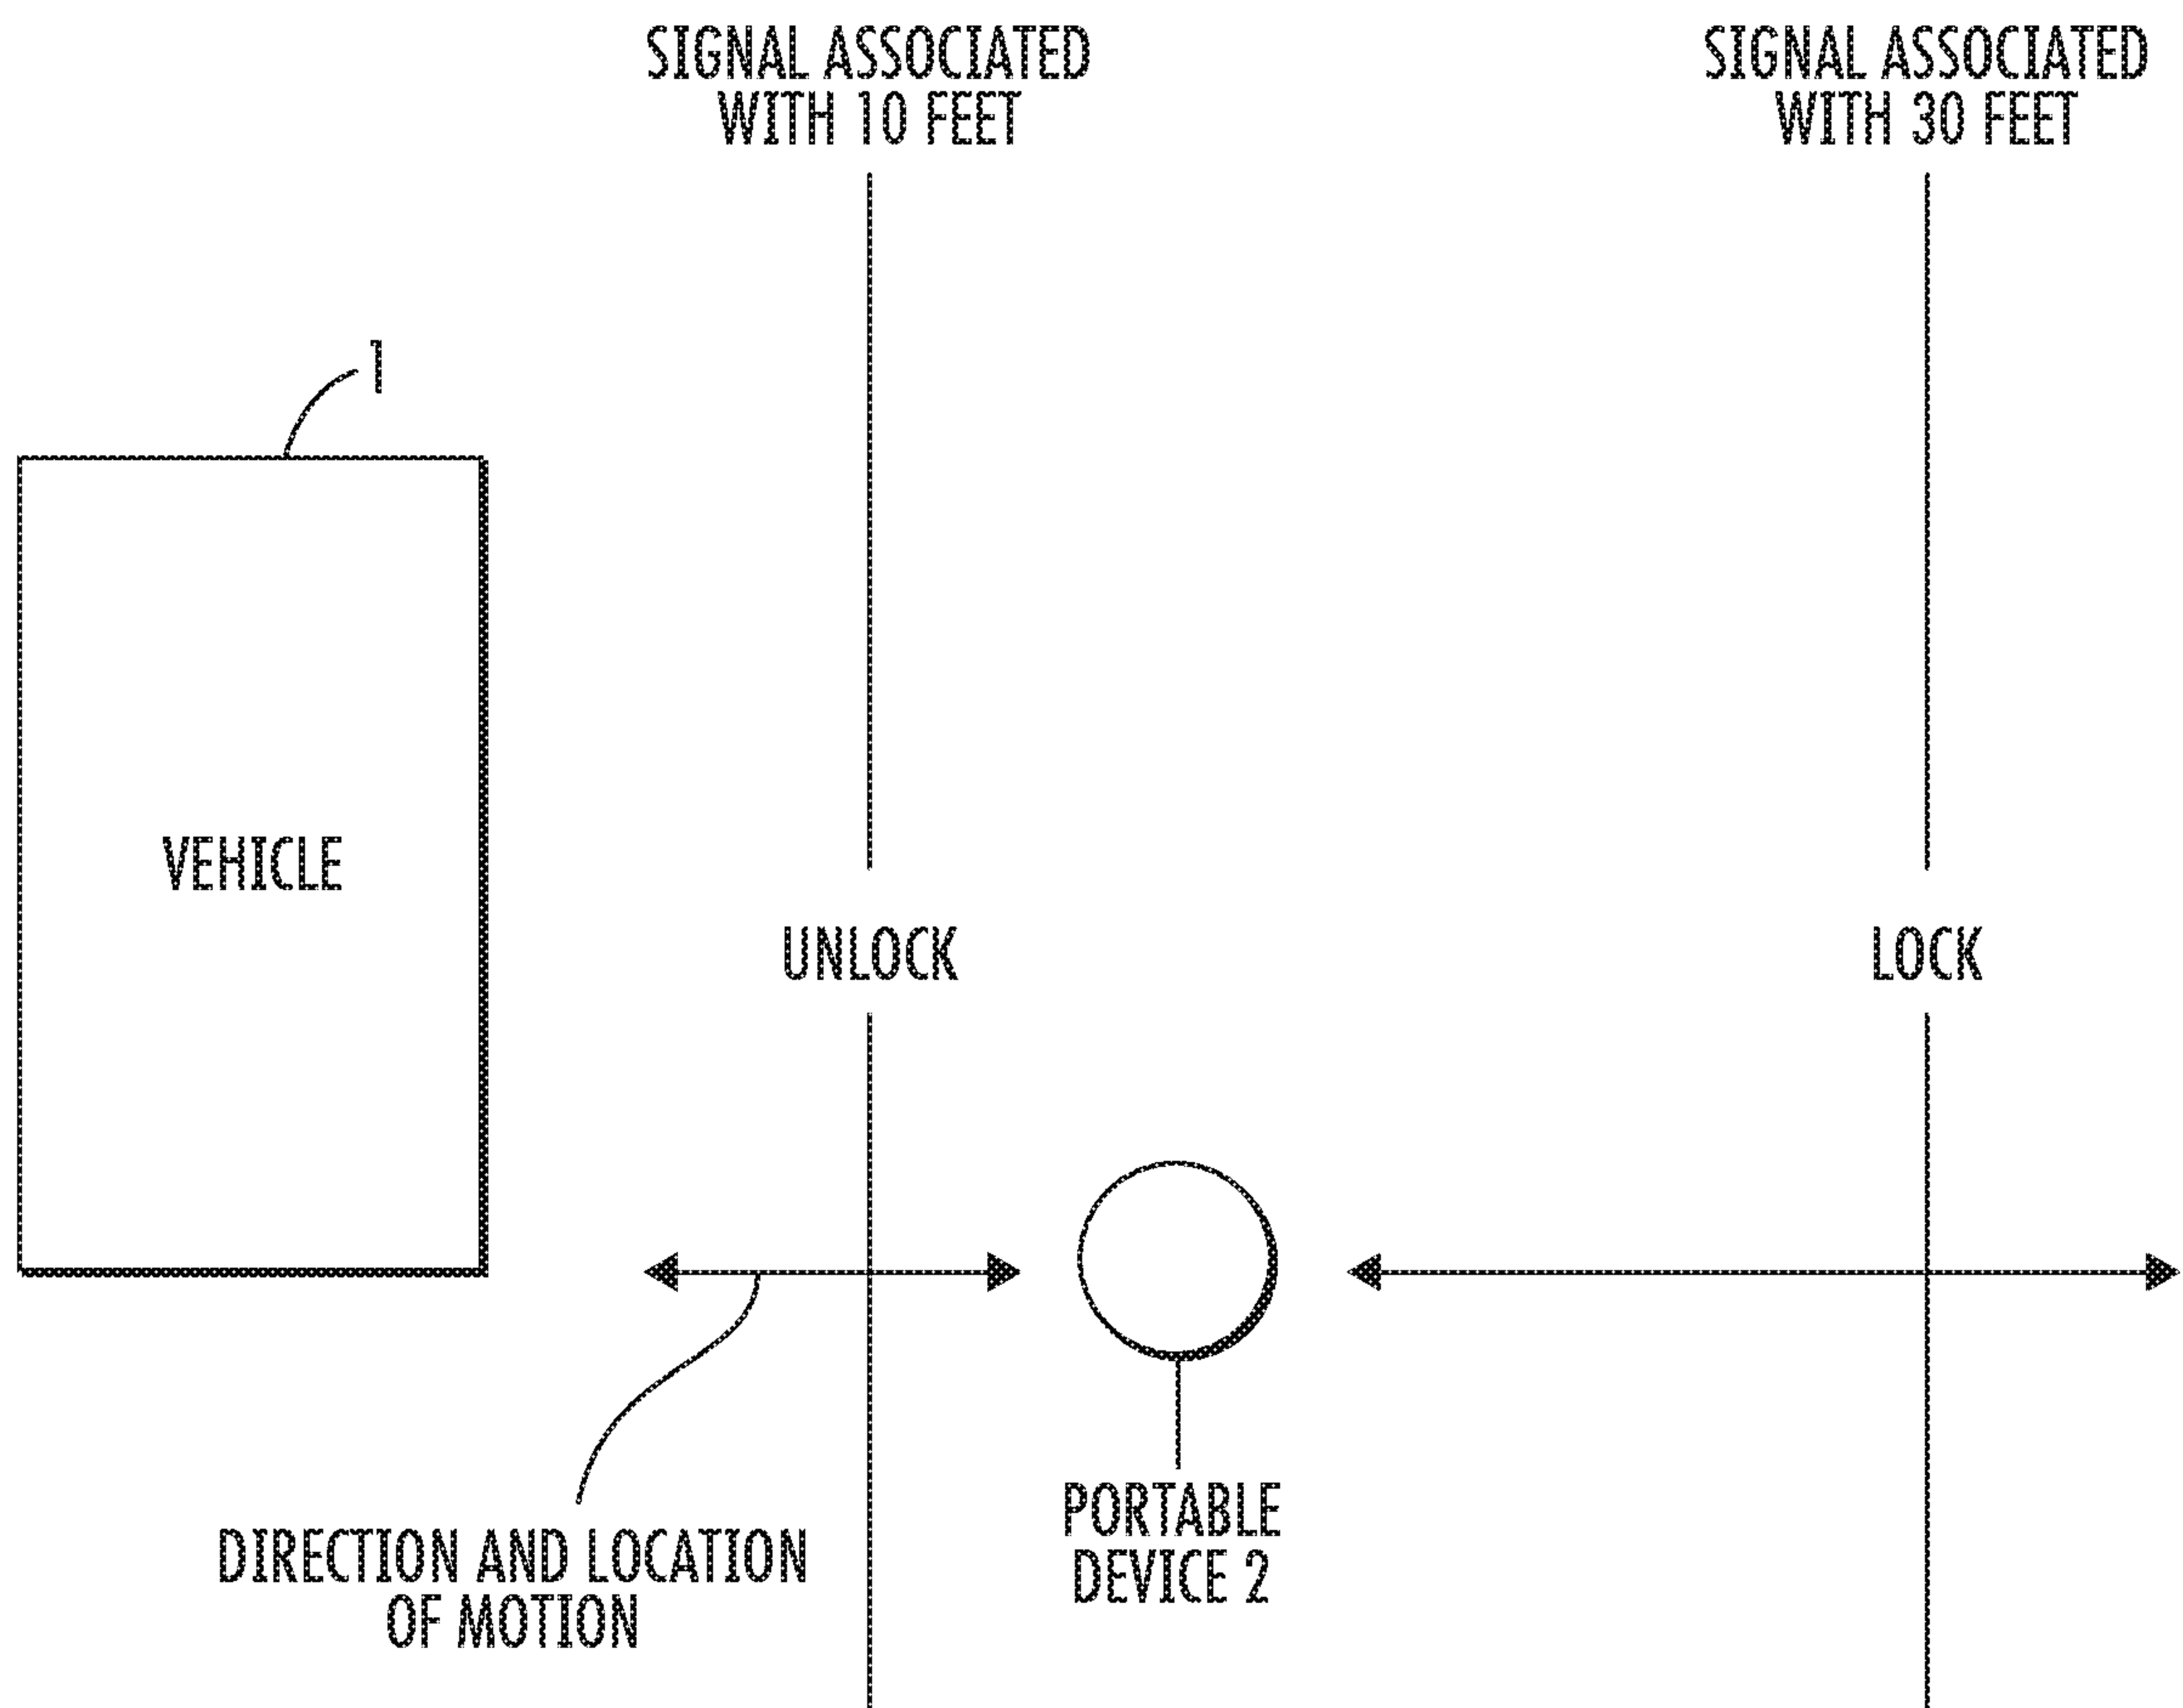 SIGNAL ASSOCIATED
WITH 10 FEET
SIGNAL ASSOCIATED
WITH 30 FEET
1
VEHICLE
UNLOCK
LOCK
DIRECTION AND LOCATION
OF MOTION
PORTABLE
DEVICE 2